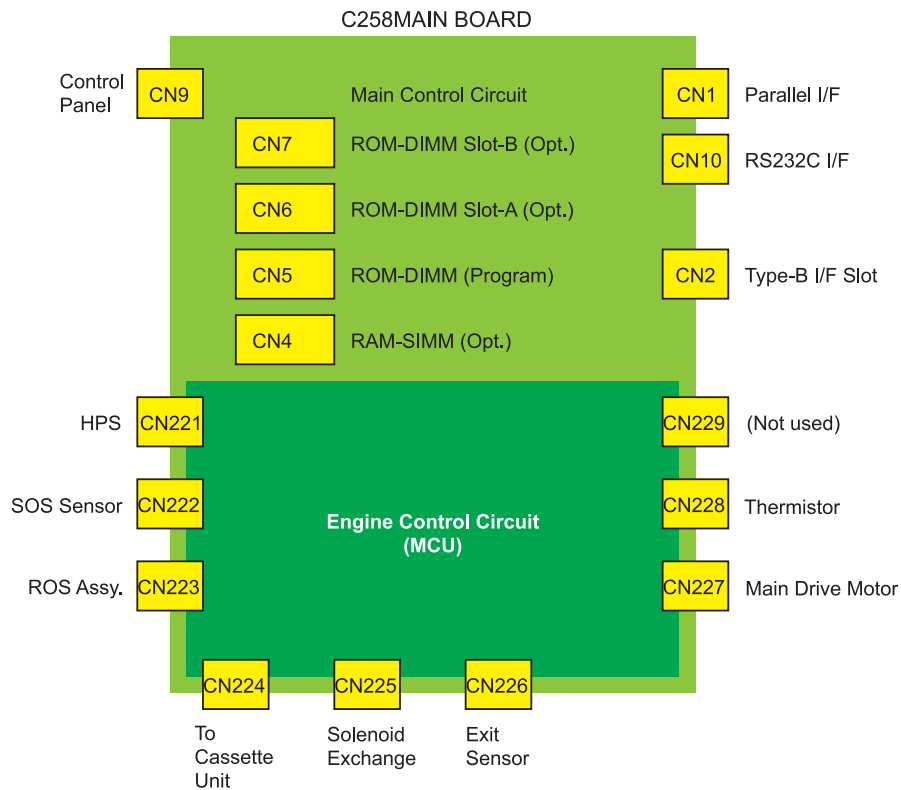 C258MAIN BOARD
Control
Panel
CN9
Main Control Circuit
CN1
Parallel I/F
CN7
ROM-DIMM Slot-B (Opt.)
CN10
RS232C I/F
CN6
ROM-DIMM Slot-A (Opt.)
CN5
ROM-DIMM (Program)
CN2
Type-B I/F Slot
CN4
RAM-SIMM (Opt.)
HPS
CN221
CN229
(Not used)
SOS Sensor
CN222
Engine Control Circuit
(MCU)
CN228
Thermistor
ROS Assy.
CN223
CN227
Main Drive Motor
CN224
CN225
CN226
To
Cassette
Unit
Solenoid
Exchange
Exit
Sensor